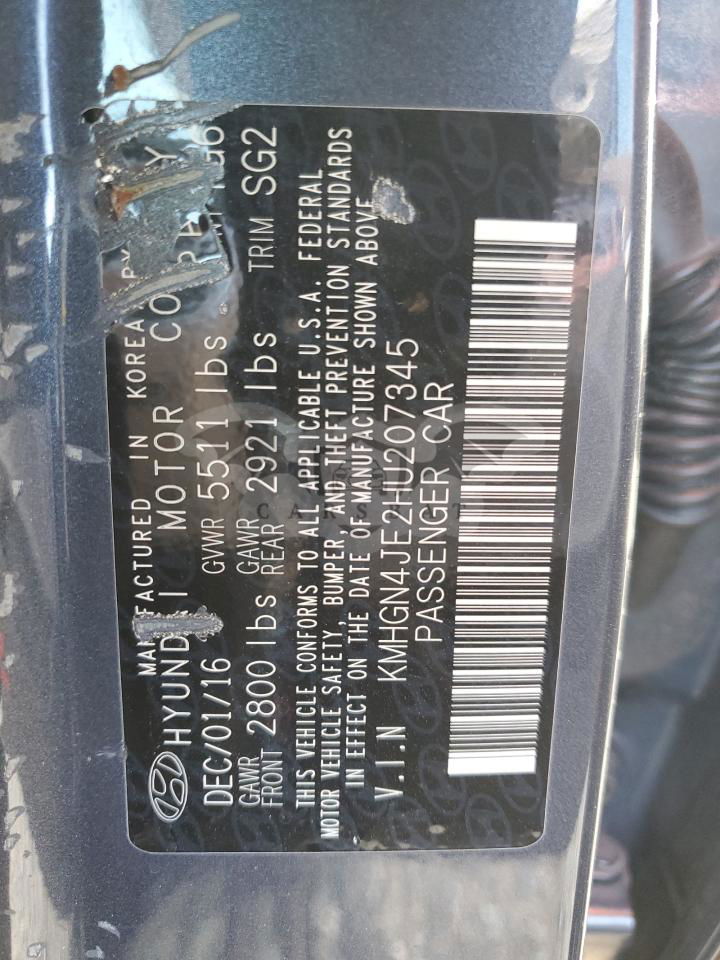 MANUFACTURED IN KOREA BY
HYUNDAI MOTOR COMPANY
DEC/01/16 GVWR 5511 lbs.
GAWR FRONT 2800 lbs GAWR REAR 2921 lbs TRIM SG2
THIS VEHICLE CONFORMS TO ALL APPLICABLE U.S.A. FEDERAL
MOTOR VEHICLE SAFETY, BUMPER, AND THEFT PREVENTION STANDARDS
IN EFFECT ON THE DATE OF MANUFACTURE SHOWN ABOVE
V.I.N KMHGN4JE2HU207345
PASSENGER CAR